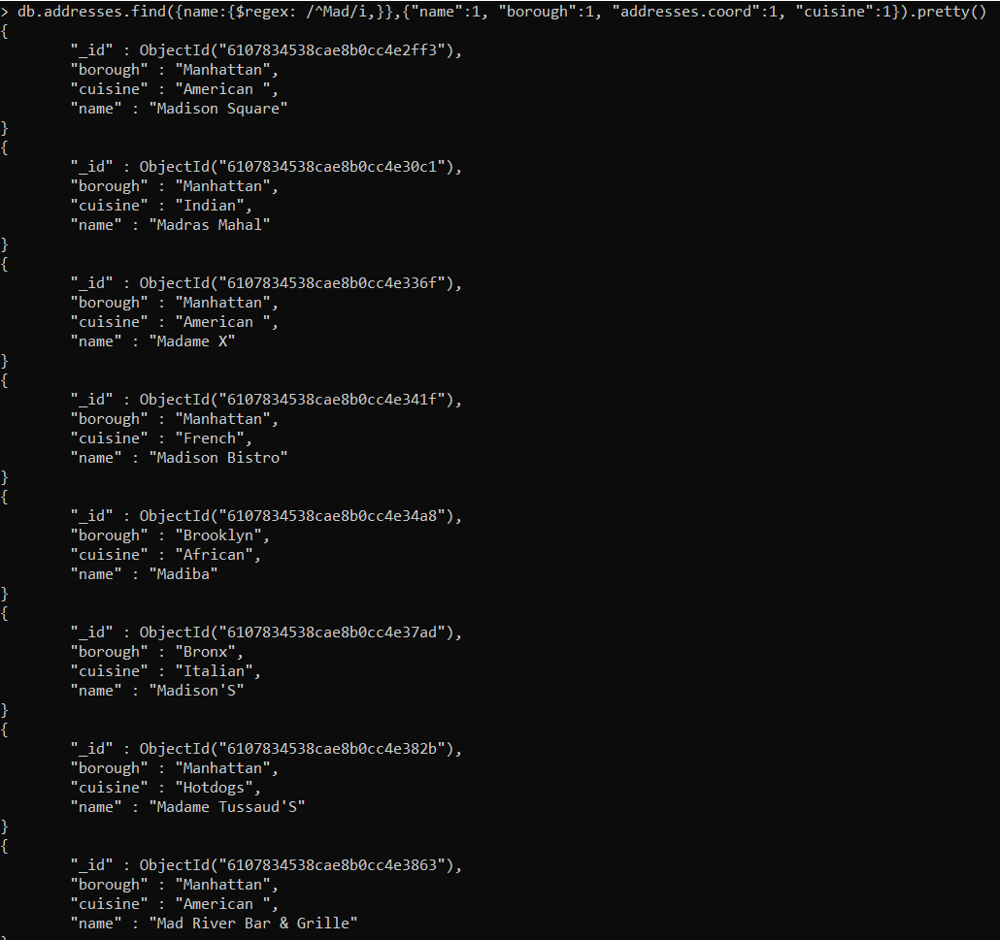 > db.addresses.find({name:{$regex: /^Mad/i,}},{"name":1, "borough":1, "addresses.coord":1, "cuisine":1}).pretty()
{
        "_id" : ObjectId("6107834538cae8b0cc4e2ff3"),
        "borough" : "Manhattan",
        "cuisine" : "American ",
        "name" : "Madison Square"
}
{
        "_id" : ObjectId("6107834538cae8b0cc4e30c1"),
        "borough" : "Manhattan",
        "cuisine" : "Indian",
        "name" : "Madras Mahal"
}
{
        "_id" : ObjectId("6107834538cae8b0cc4e336f"),
        "borough" : "Manhattan",
        "cuisine" : "American ",
        "name" : "Madame X"
}
{
        "_id" : ObjectId("6107834538cae8b0cc4e341f"),
        "borough" : "Manhattan",
        "cuisine" : "French",
        "name" : "Madison Bistro"
}
{
        "_id" : ObjectId("6107834538cae8b0cc4e34a8"),
        "borough" : "Brooklyn",
        "cuisine" : "African",
        "name" : "Madiba"
}
{
        "_id" : ObjectId("6107834538cae8b0cc4e37ad"),
        "borough" : "Bronx",
        "cuisine" : "Italian",
        "name" : "Madison'S"
}
{
        "_id" : ObjectId("6107834538cae8b0cc4e382b"),
        "borough" : "Manhattan",
        "cuisine" : "Hotdogs",
        "name" : "Madame Tussaud'S"
}
{
        "_id" : ObjectId("6107834538cae8b0cc4e3863"),
        "borough" : "Manhattan",
        "cuisine" : "American ",
        "name" : "Mad River Bar & Grille"
}